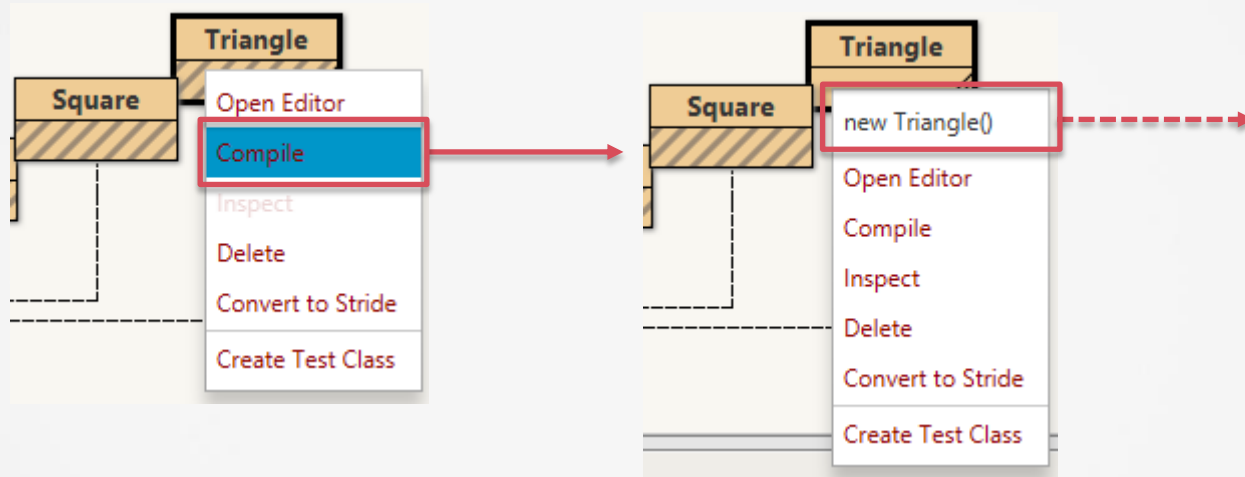 Triangle
Square
Open Editor
Compile
Inspect
Delete
Convert to Stride
Create Test Class
Triangle
Square
new Triangle()
Open Editor
Compile
Inspect
Delete
Convert to Stride
Create Test Class